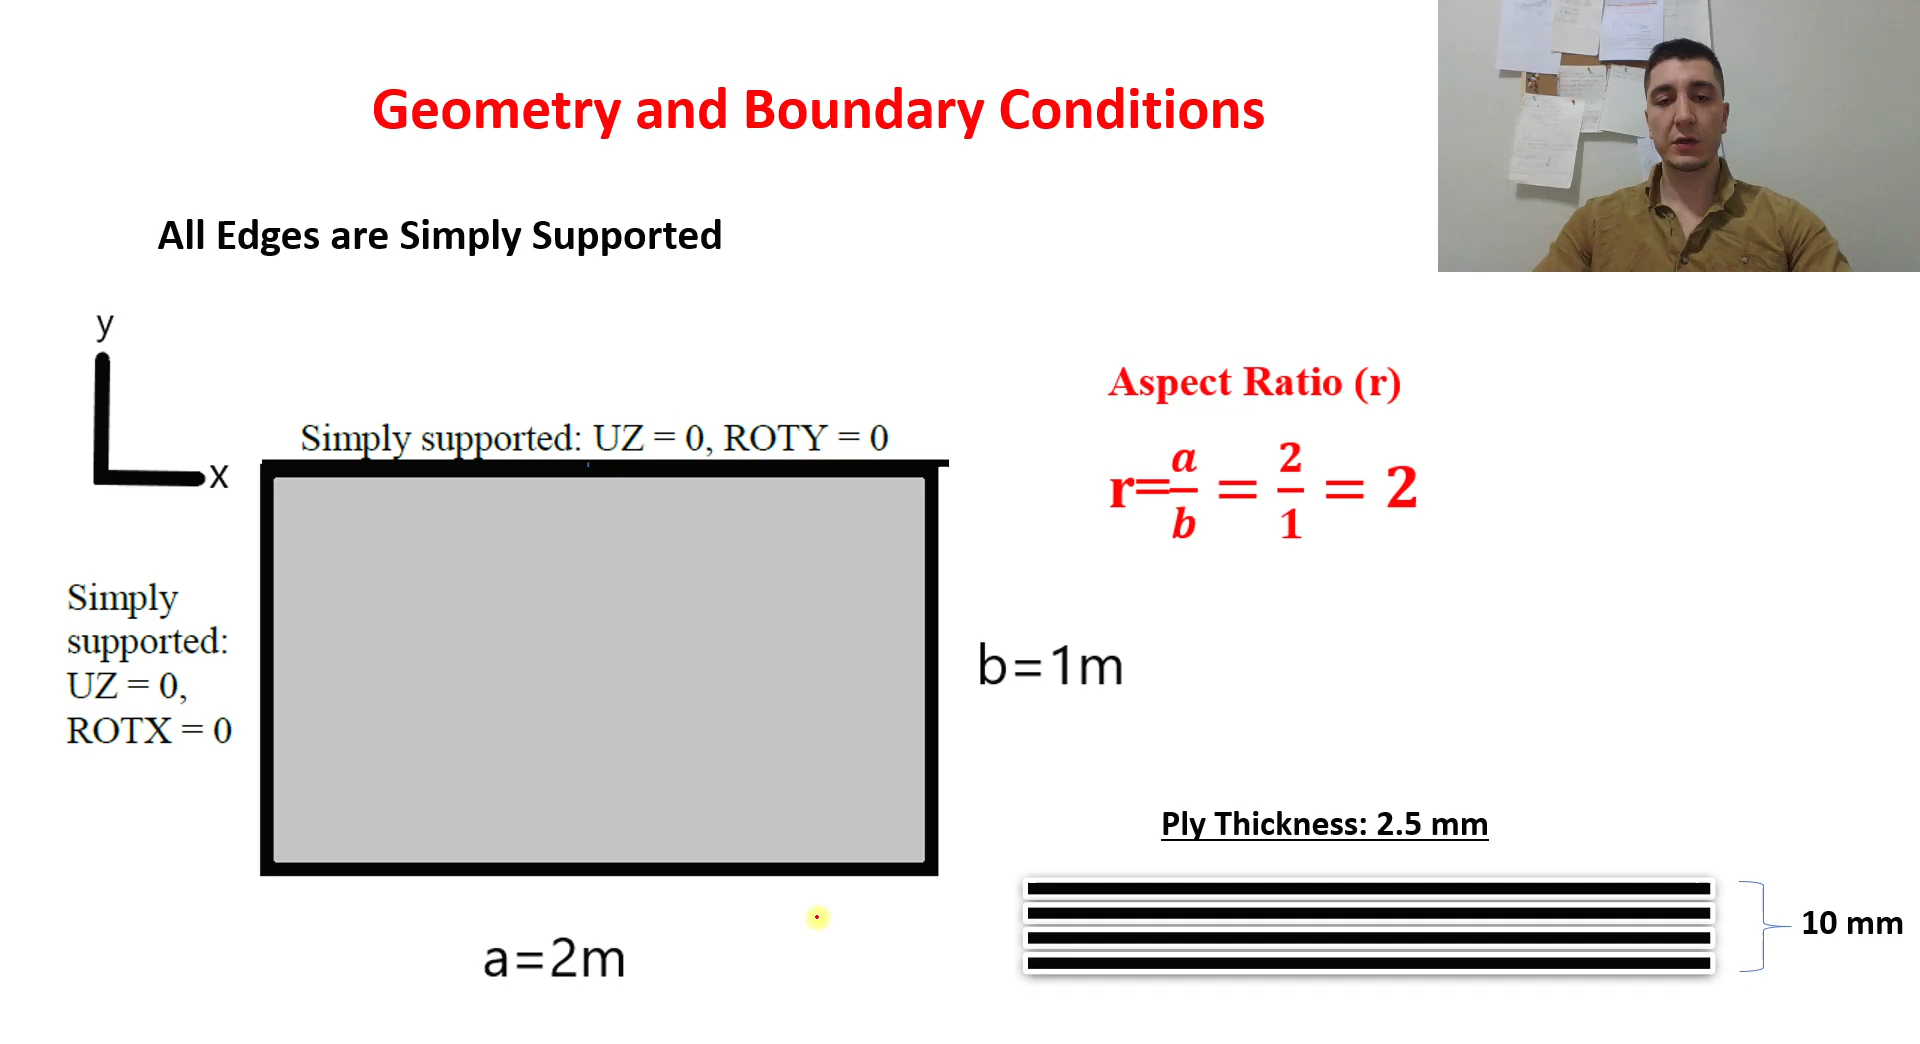 Geometry and Boundary Conditions
All Edges are Simply Supported
y
x
Simply supported: UZ = 0, ROTY = 0
Simply
supported:
UZ = 0,
ROTX = 0
b=1m
a=2m
Aspect Ratio (r)
r=a/b = 2/1 = 2
Ply Thickness: 2.5 mm
10 mm